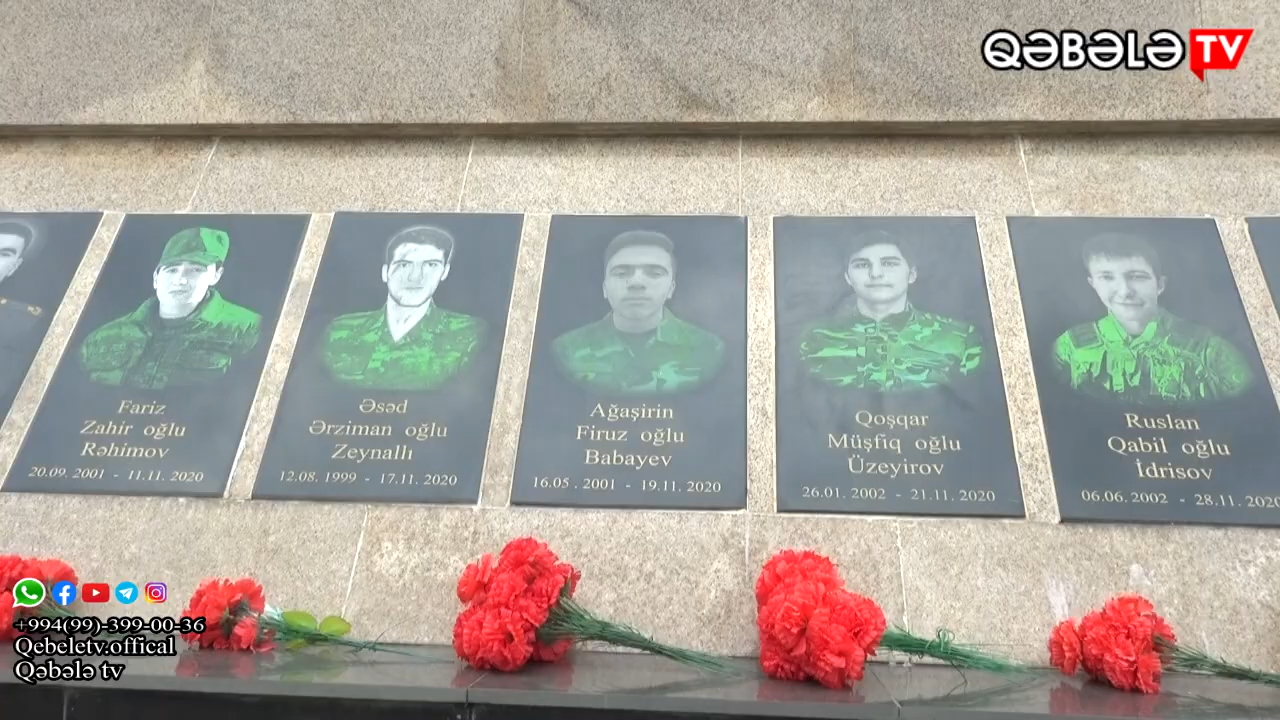 QƏBƏLƏ TV
Fariz
Zahir oğlu
Rəhimov
20.09.2001 - 11.11.2020
Əsəd
Ərziman oğlu
Zeynallı
12.08.1999 - 17.11.2020
Ağaşirin
Firuz oğlu
Babayev
16.05.2001 - 19.11.2020
Qoşqar
Müşfiq oğlu
Üzeyirov
26.01.2002 - 21.11.2020
Ruslan
Qabil oğlu
İdrisov
06.06.2002 - 28.11.2020
+994(99)-399-00-36
Qebeletv.offical
Qəbələ tv